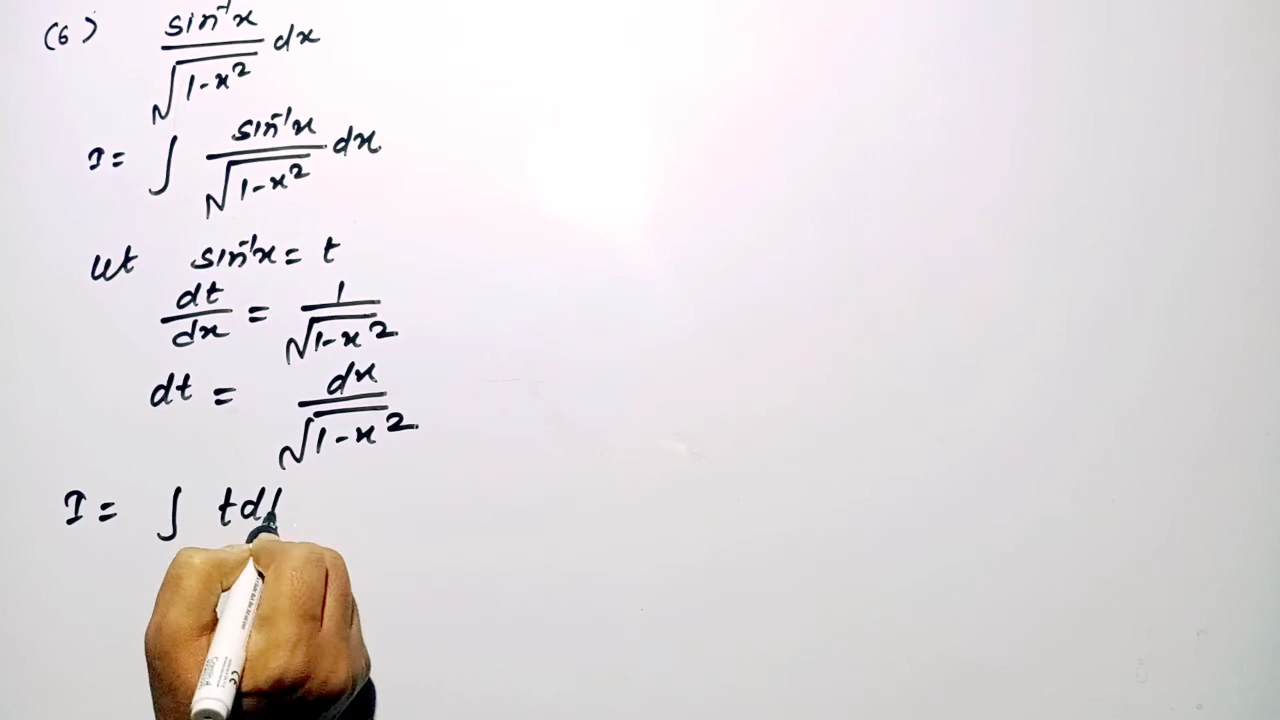 (6) sin⁻¹x / √1-x² dx
I = ∫ sin⁻¹x / √1-x² dx
let sin⁻¹x = t
dt/dx = 1/√1-x²
dt = dx/√1-x²
I = ∫ t d